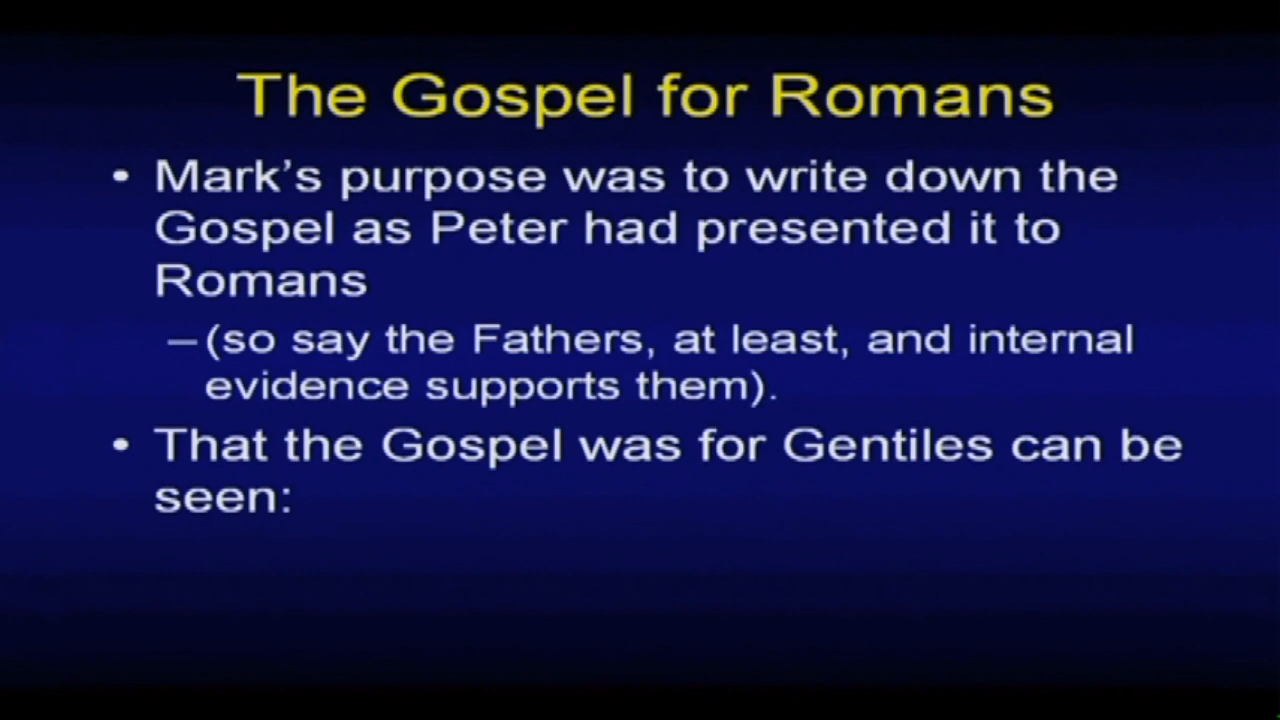 The Gospel for Romans
• Mark’s purpose was to write down the
Gospel as Peter had presented it to
Romans
– (so say the Fathers, at least, and internal
evidence supports them).
• That the Gospel was for Gentiles can be
seen: